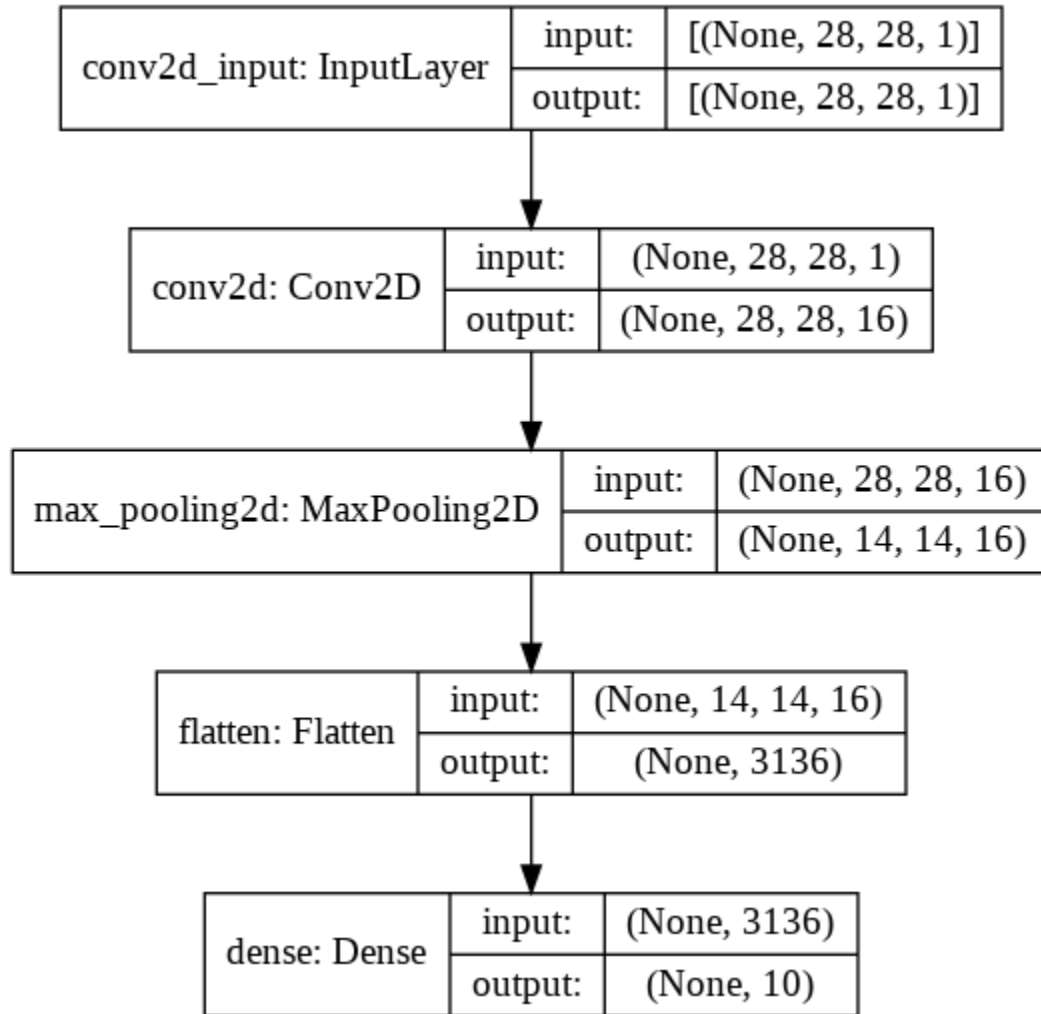 conv2d_input: InputLayer
input: [(None, 28, 28, 1)]
output: [(None, 28, 28, 1)]
conv2d: Conv2D
input: (None, 28, 28, 1)
output: (None, 28, 28, 16)
max_pooling2d: MaxPooling2D
input: (None, 28, 28, 16)
output: (None, 14, 14, 16)
flatten: Flatten
input: (None, 14, 14, 16)
output: (None, 3136)
dense: Dense
input: (None, 3136)
output: (None, 10)